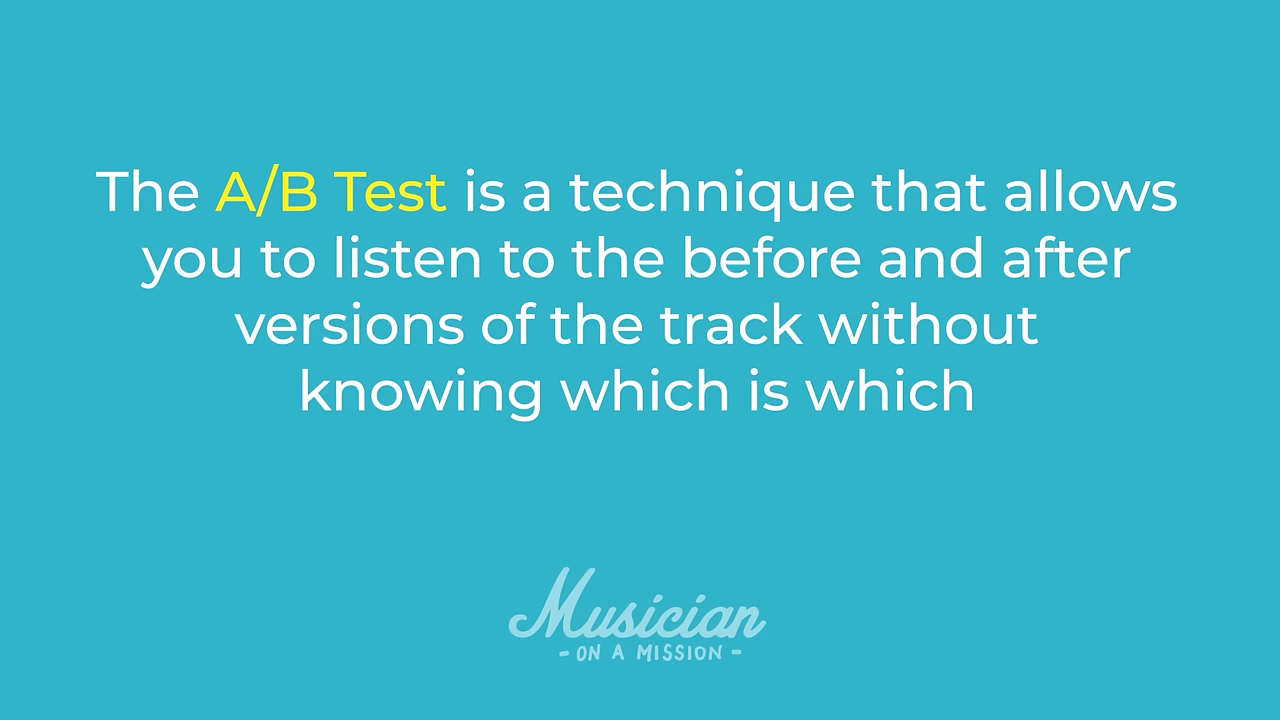 The A/B Test is a technique that allows
you to listen to the before and after
versions of the track without
knowing which is which
Musician
- ON A MISSION -